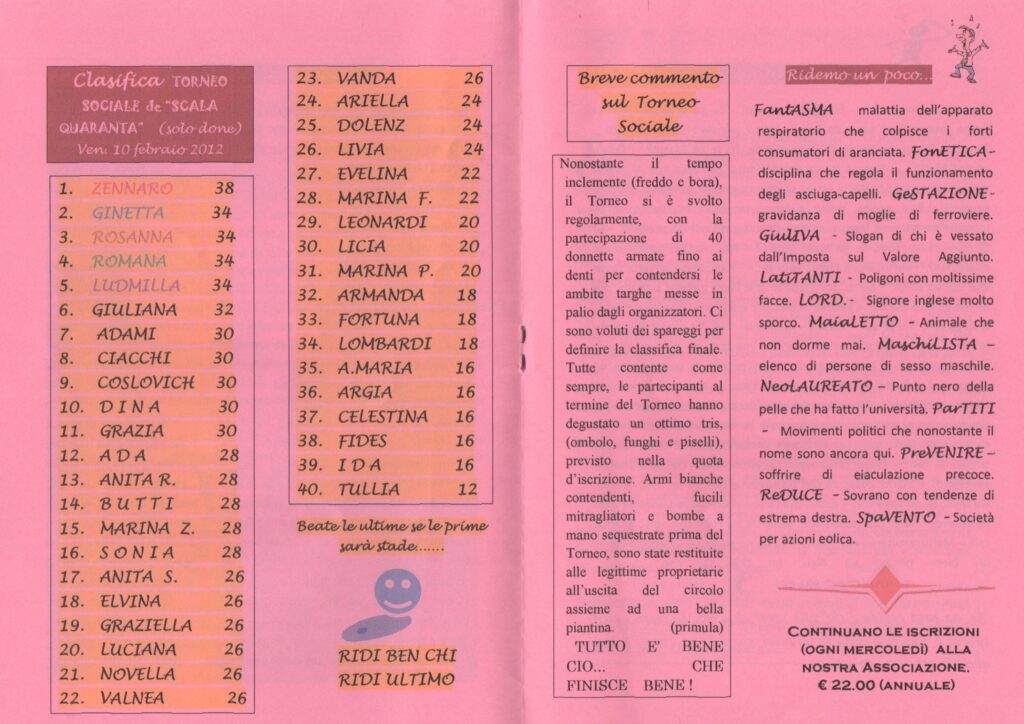 Clasifica TORNEO
SOCIALE de "SCALA
QUARANTA" (solo done)
Ven. 10 febraio 2012
1. ZENNARO 38
2. GINETTA 34
3. ROSANNA 34
4. ROMANA 34
5. LUDMILLA 34
6. GIULIANA 32
7. ADAMI 30
8. CIACCHI 30
9. COSLOVICH 30
10. D I N A 30
11. GRAZIA 30
12. A D A 28
13. ANITA R. 28
14. B U T T I 28
15. MARINA Z. 28
16. S O N I A 28
17. ANITA S. 26
18. ELVINA 26
19. GRAZIELLA 26
20. LUCIANA 26
21. NOVELLA 26
22. VALNEA 26
23. VANDA 26
24. ARIELLA 24
25. DOLENZ 24
26. LIVIA 24
27. EVELINA 22
28. MARINA F. 22
29. LEONARDI 20
30. LICIA 20
31. MARINA P. 20
32. ARMANDA 18
33. FORTUNA 18
34. LOMBARDI 18
35. A.MARIA 16
36. ARGIA 16
37. CELESTINA 16
38. FIDES 16
39. I D A 16
40. TULLIA 12
Beate le ultime se le prime
sarà stade.......
RIDI BEN CHI
RIDI ULTIMO
Breve commento
sul Torneo
Sociale
Nonostante il tempo
inclemente (freddo e bora),
il Torneo si è svolto
regolarmente, con la
partecipazione di 40
donnette armate fino ai
denti per contendersi le
ambite targhe messe in
palio dagli organizzatori. Ci
sono voluti dei spareggi per
definire la classifica finale.
Tutte contente come
sempre, le partecipanti al
termine del Torneo hanno
degustato un ottimo tris,
(ombolo, funghi e piselli),
previsto nella quota
d'iscrizione. Armi bianche
contendenti, fucili
mitragliatori e bombe a
mano sequestrate prima del
Torneo, sono state restituite
alle legittime proprietarie
all'uscita del circolo
assieme ad una bella
piantina. (primula)
TUTTO E' BENE
CIO... CHE
FINISCE BENE !
Ridemo un poco...
FantASMA malattia dell'apparato
respiratorio che colpisce i forti
consumatori di aranciata. FonETICA-
disciplina che regola il funzionamento
degli asciuga-capelli. GeSTAZIONE-
gravidanza di moglie di ferroviere.
GiulIVA - Slogan di chi è vessato
dall'Imposta sul Valore Aggiunto.
LatiTANTI - Poligoni con moltissime
facce. LORD.- Signore inglese molto
sporco. MaiaLETTO - Animale che
non dorme mai. MaschiLISTA –
elenco di persone di sesso maschile.
NeoLAUREATO – Punto nero della
pelle che ha fatto l'università. ParTITI
- Movimenti politici che nonostante il
nome sono ancora qui. PreVENIRE –
soffrire di eiaculazione precoce.
ReDUCE - Sovrano con tendenze di
estrema destra. SpaVENTO - Società
per azioni eolica.
CONTINUANO LE ISCRIZIONI
(OGNI MERCOLEDÌ) ALLA
NOSTRA ASSOCIAZIONE.
€ 22.00 (ANNUALE)